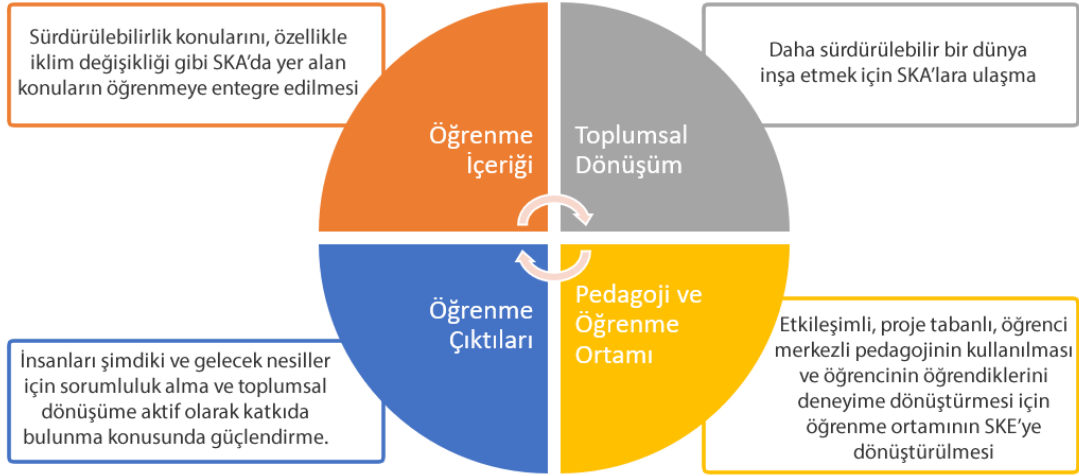 Sürdürülebilirlik konularını, özellikle
iklim değişikliği gibi SKA’da yer alan
konuların öğrenmeye entegre edilmesi
Öğrenme
İçeriği
Toplumsal
Dönüşüm
Daha sürdürülebilir bir dünya
inşa etmek için SKA’lara ulaşma
İnsanları şimdiki ve gelecek nesiller
için sorumluluk alma ve toplumsal
dönüşüme aktif olarak katkıda
bulunma konusunda güçlendirme.
Öğrenme
Çıktıları
Pedagoji ve
Öğrenme
Ortamı
Etkileşimli, proje tabanlı, öğrenci
merkezli pedagojinin kullanılması
ve öğrencinin öğrendiklerini
deneyime dönüştürmesi için
öğrenme ortamının SKE’ye
dönüştürülmesi